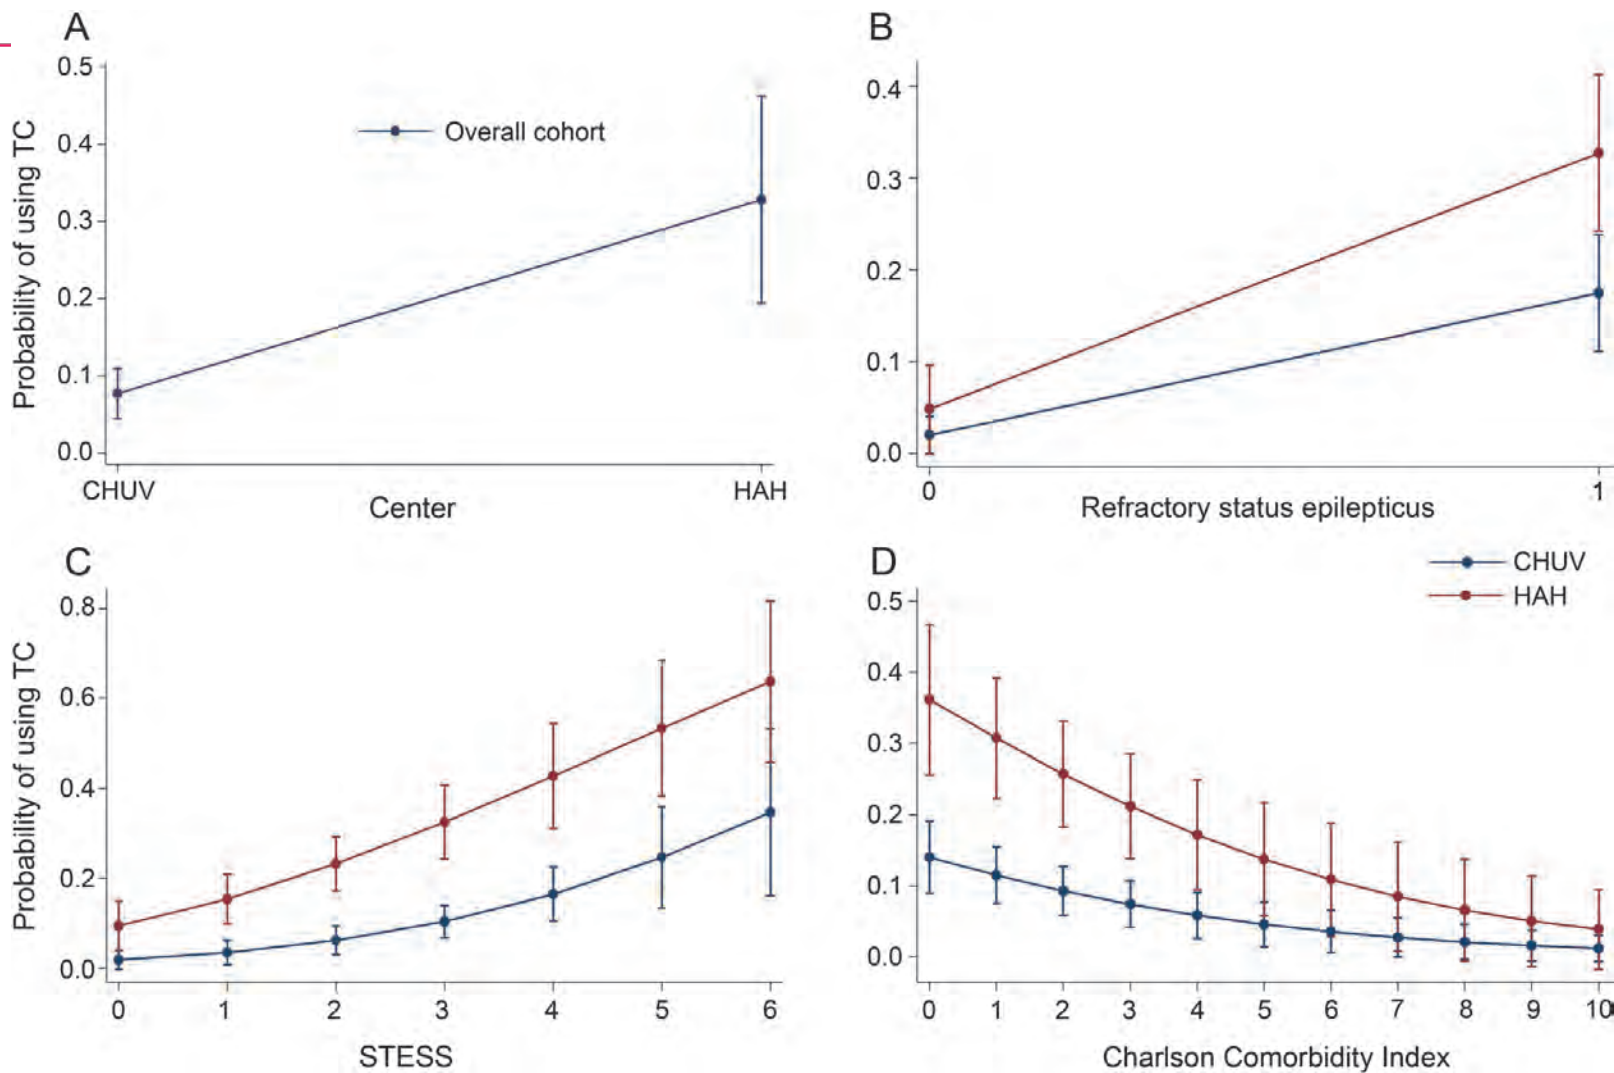 A
Probability of using TC
0.5
0.4
0.3
0.2
0.1
0.0
Overall cohort
CHUV
HAH
Center
B
0.4
0.3
0.2
0.1
0.0
0
1
Refractory status epilepticus
C
Probability of using TC
0.8
0.6
0.4
0.2
0.0
0 1 2 3 4 5 6
STESS
D
CHUV
HAH
0.5
0.4
0.3
0.2
0.1
0.0
0 1 2 3 4 5 6 7 8 9 10
Charlson Comorbidity Index